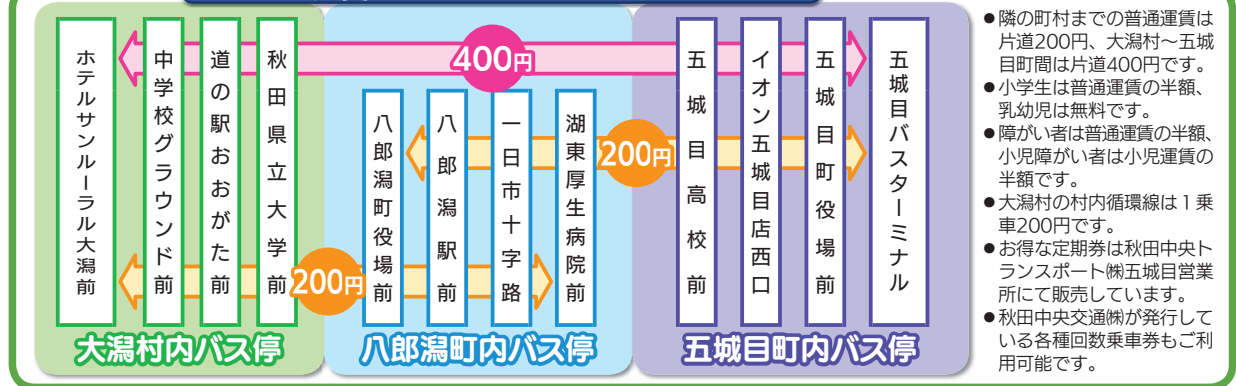 ホテルサンルーラル大潟前
中学校グラウンド前
道の駅おおがた前
秋田県立大学前
400円
八郎潟町役場前
八郎潟駅前
一日市十字路
湖東厚生病院前
200円
200円
五城目高校前
イオン五城目店西口
五城目町役場前
五城目バスターミナル
大潟村内バス停
八郎潟町内バス停
五城目町内バス停
●隣の町村までの普通運賃は
片道200円、大潟村～五城
目町間は片道400円です。
●小学生は普通運賃の半額、
乳幼児は無料です。
●障がい者は普通運賃の半額、
小児障がい者は小児運賃の
半額です。
●大潟村の村内循環線は１乗
車200円です。
●お得な定期券は秋田中央ト
ランスポート㈱五城目営業
所にて販売しています。
●秋田中央交通㈱が発行して
いる各種回数乗車券もご利
用可能です。